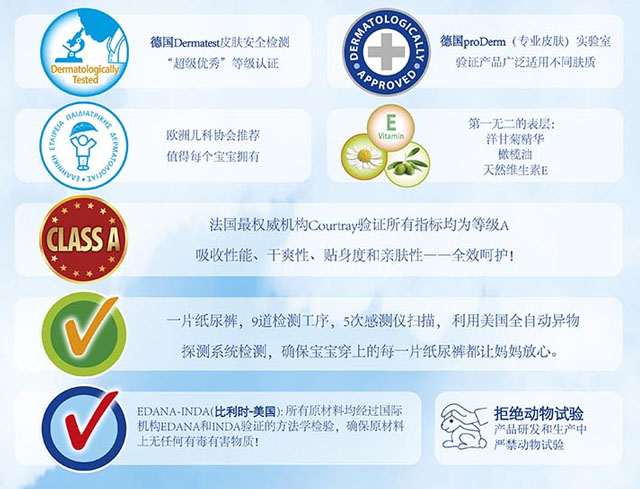 Dermatologically
Tested
德国Dermatest皮肤安全检测
“超级优秀”等级认证
DERMATOLOGICALLY
APPROVED
德国proDerm（专业皮肤）实验室
验证产品广泛适用不同肤质
ΕΛΛΗΝΙΚΗ ΕΤΑΙΡΕΙΑ ΠΑΙΔΙΑΤΡΙΚΗΣ ΔΕΡΜΑΤΟΛΟΓΙΑΣ
欧洲儿科协会推荐
值得每个宝宝拥有
E
Vitamin
第一无二的表层：
洋甘菊精华
橄榄油
天然维生素E
CLASS A
法国最权威机构Courtray验证所有指标均为等级A
吸收性能、干爽性、贴身度和亲肤性——全效呵护！
一片纸尿裤，9道检测工序，5次感测仪扫描，利用美国全自动异物
探测系统检测，确保宝宝穿上的每一片纸尿裤都让妈妈放心。
EDANA-INDA(比利时-美国): 所有原材料均经过国际
机构EDANA和INDA验证的方法学检验，确保原材料
上无任何有毒有害物质！
拒绝动物试验
产品研发和生产中
严禁动物试验